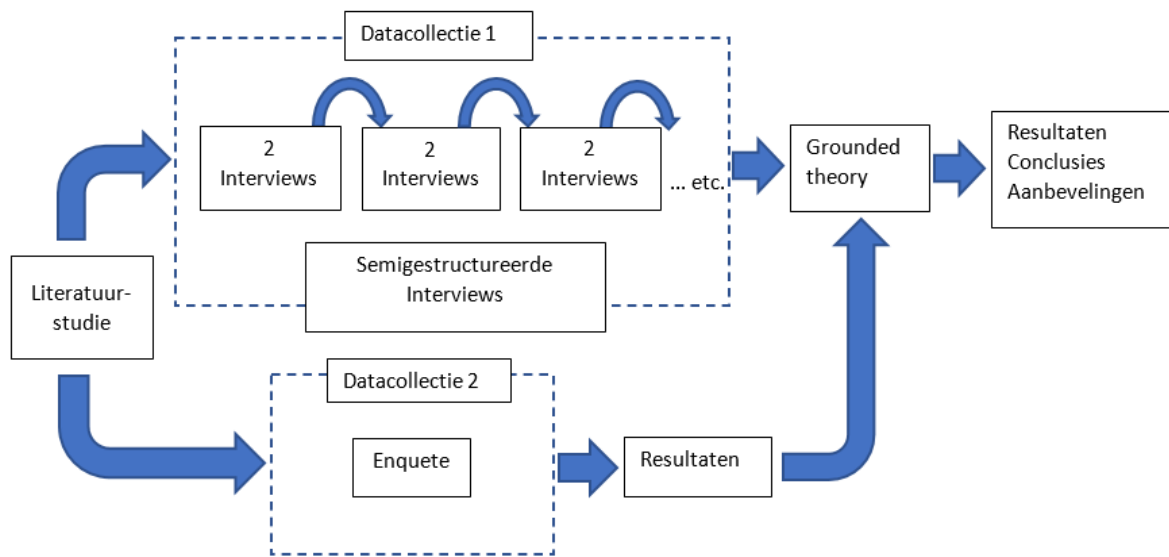 Datacollectie 1
2
Interviews
2
Interviews
2
Interviews
... etc.
Semigestructureerde
Interviews
Literatuur-
studie
Datacollectie 2
Enquete
Resultaten
Grounded
theory
Resultaten
Conclusies
Aanbevelingen